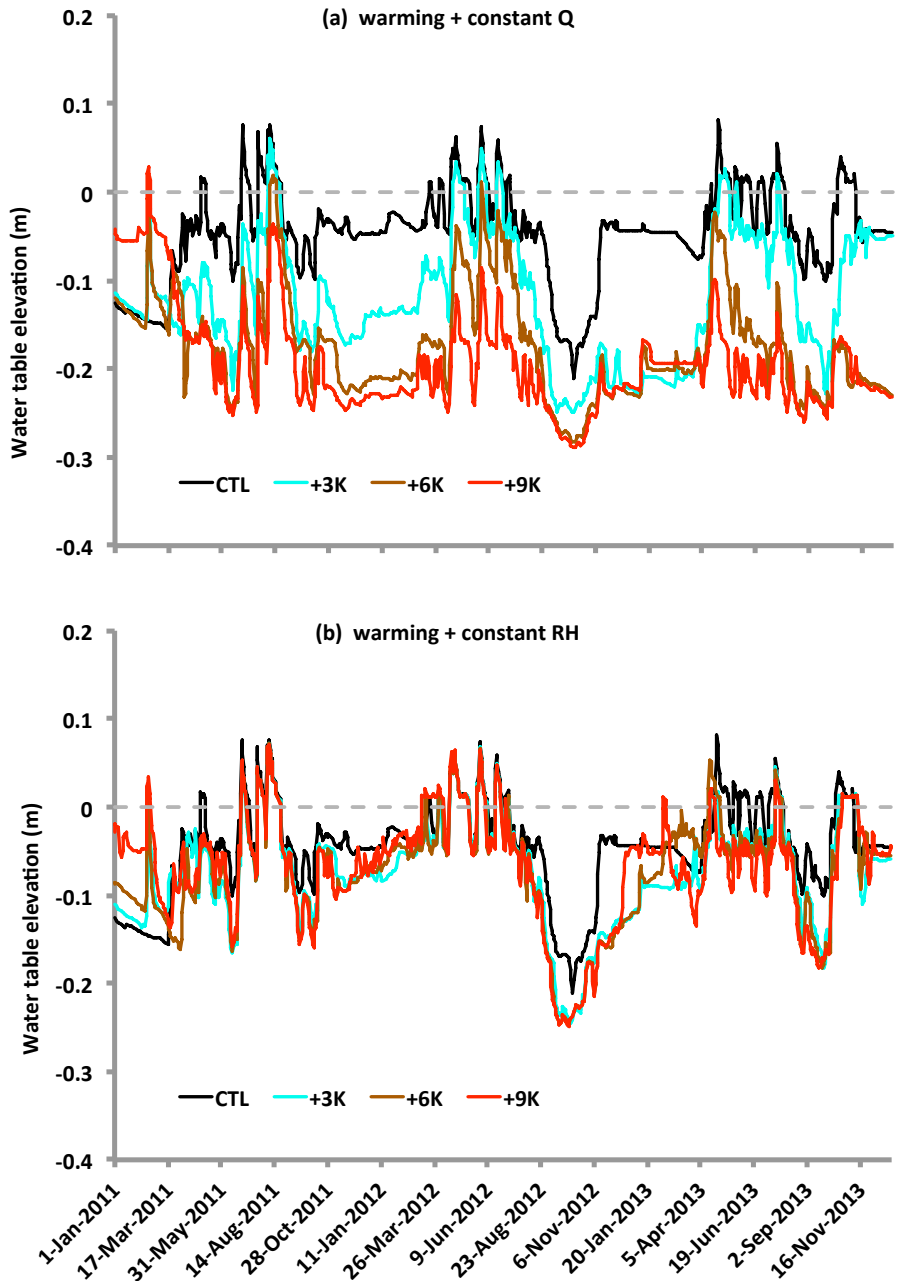 (a) warming + constant Q
0.2
0.1
0
-0.1
-0.2
-0.3
-0.4
Water table elevation (m)
CTL +3K +6K +9K
(b) warming + constant RH
0.2
0.1
0
-0.1
-0.2
-0.3
-0.4
Water table elevation (m)
CTL +3K +6K +9K
1-Jan-2011
17-Mar-2011
31-May-2011
14-Aug-2011
28-Oct-2011
11-Jan-2012
26-Mar-2012
9-Jun-2012
23-Aug-2012
6-Nov-2012
20-Jan-2013
5-Apr-2013
19-Jun-2013
2-Sep-2013
16-Nov-2013